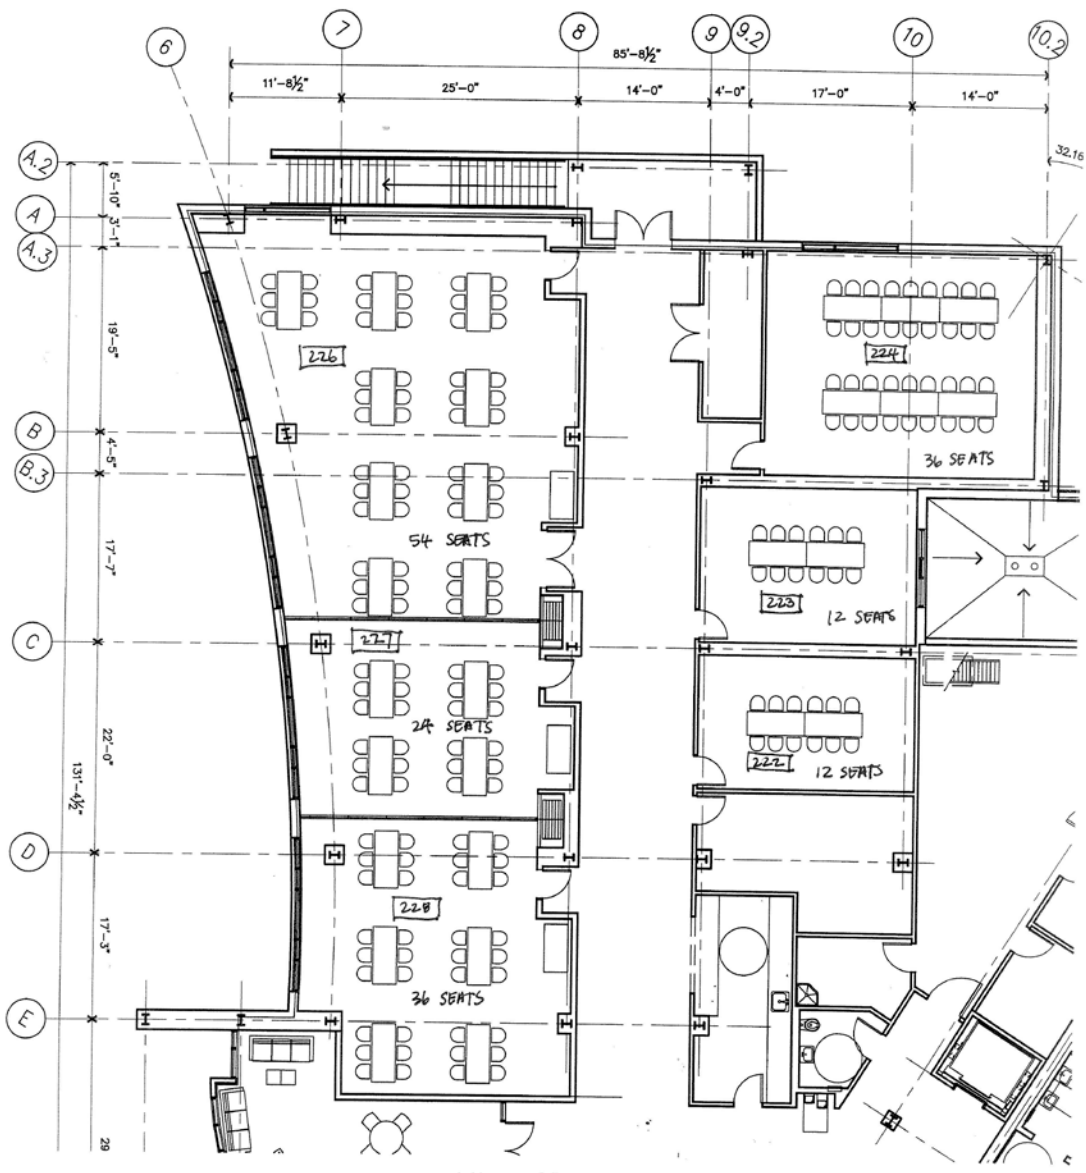 6
7
8
9
9.2
10
10.2
85'-8½"
11'-8½"
25'-0"
14'-0"
4'-0"
17'-0"
14'-0"
32.16
A.2
5'-10"
A
3'-1"
A.3
19'-5"
226
224
B
4'-5"
B.3
36 SEATS
54 SEATS
17'-7"
223
12 SEATS
C
227
24 SEATS
22'-0"
131'-4½"
222
12 SEATS
D
228
17'-3"
36 SEATS
E
29